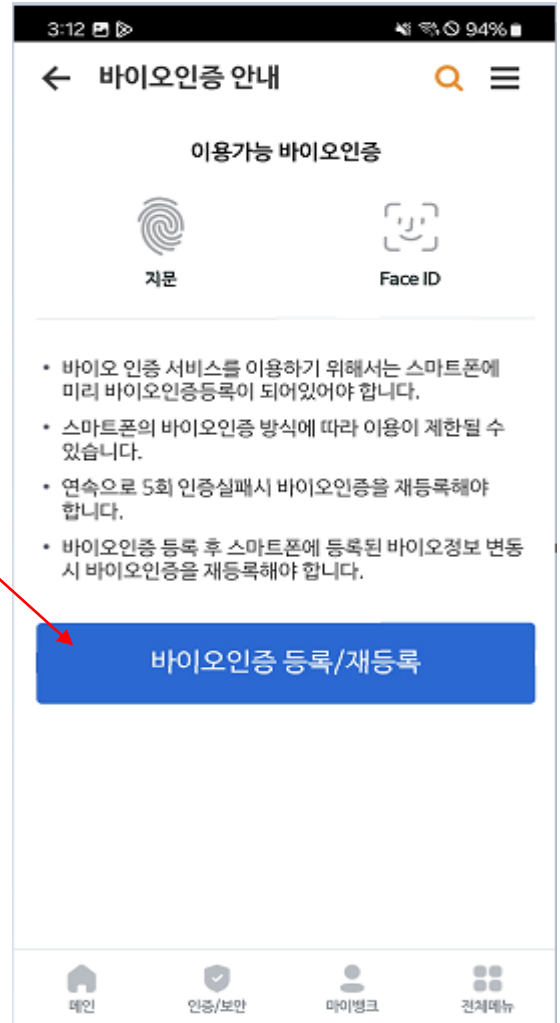 3:12 94%
바이오인증 안내
이용가능 바이오인증
지문 Face ID
• 바이오 인증 서비스를 이용하기 위해서는 스마트폰에
미리 바이오인증등록이 되어있어야 합니다.
• 스마트폰의 바이오인증 방식에 따라 이용이 제한될 수
있습니다.
• 연속으로 5회 인증실패시 바이오인증을 재등록해야
합니다.
• 바이오인증 등록 후 스마트폰에 등록된 바이오정보 변동
시 바이오인증을 재등록해야 합니다.
바이오인증 등록/재등록
메인 인증/보안 마이뱅크 전체메뉴